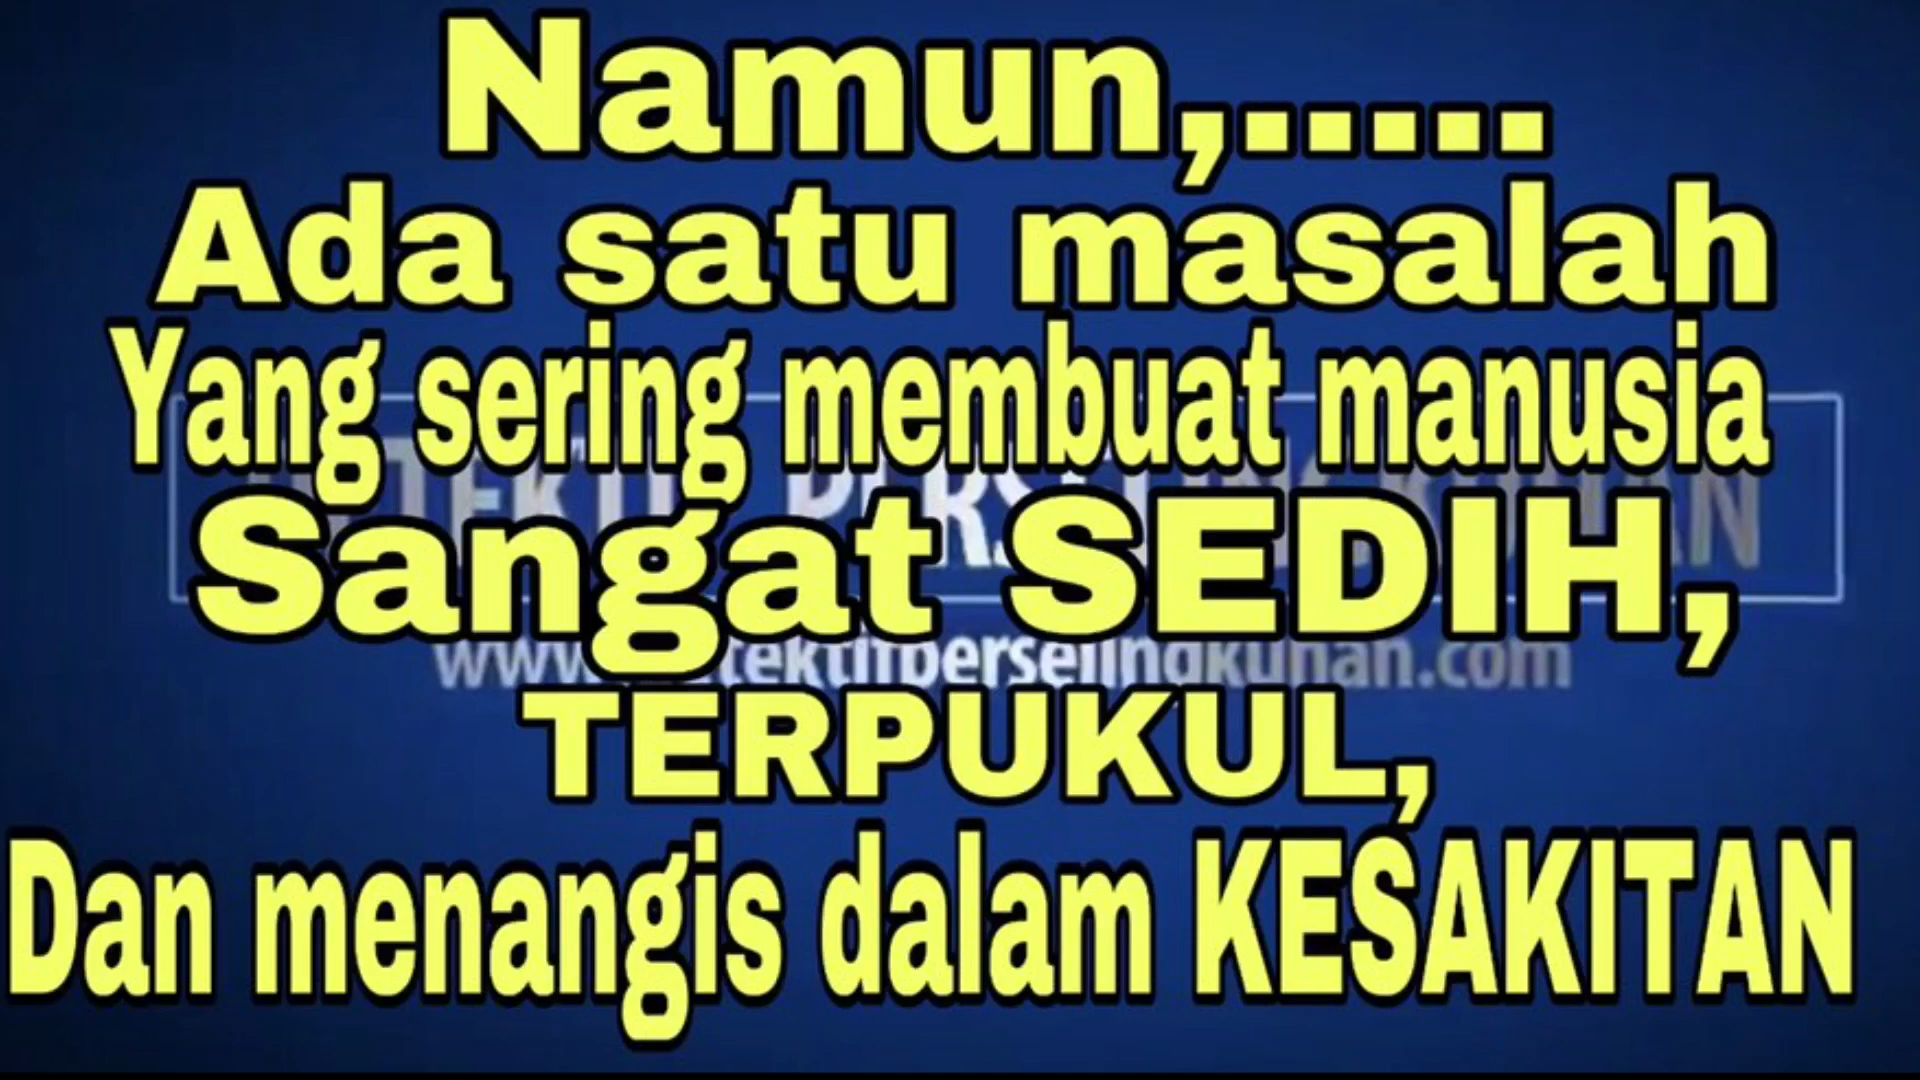 Namun,.....
Ada satu masalah
Yang sering membuat manusia
Sangat SEDIH,
TERPUKUL,
Dan menangis dalam KESAKITAN